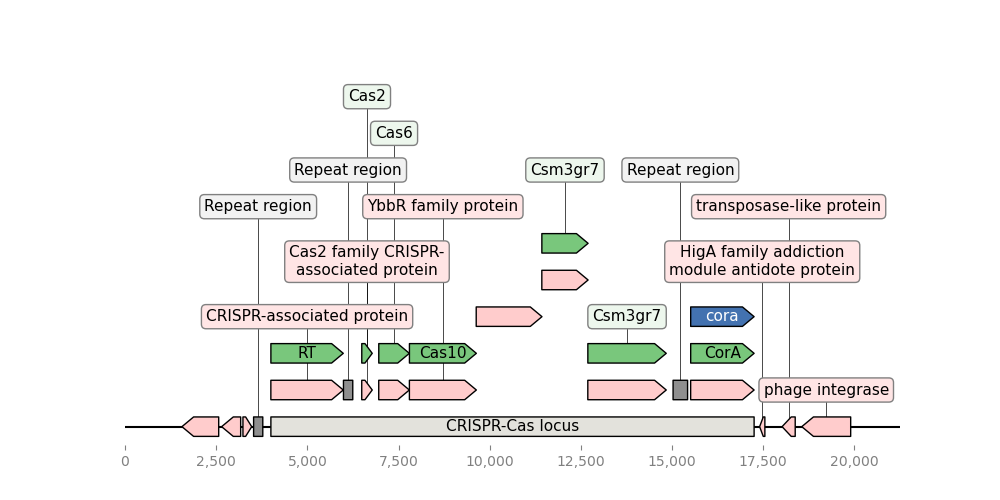 Cas2
Cas6
Repeat region
Csm3gr7
Repeat region
Repeat region
YbbR family protein
transposase-like protein
Cas2 family CRISPR-
associated protein
HigA family addiction
module antidote protein
CRISPR-associated protein
Csm3gr7
cora
RT
Cas10
CorA
phage integrase
CRISPR-Cas locus
0
2,500
5,000
7,500
10,000
12,500
15,000
17,500
20,000